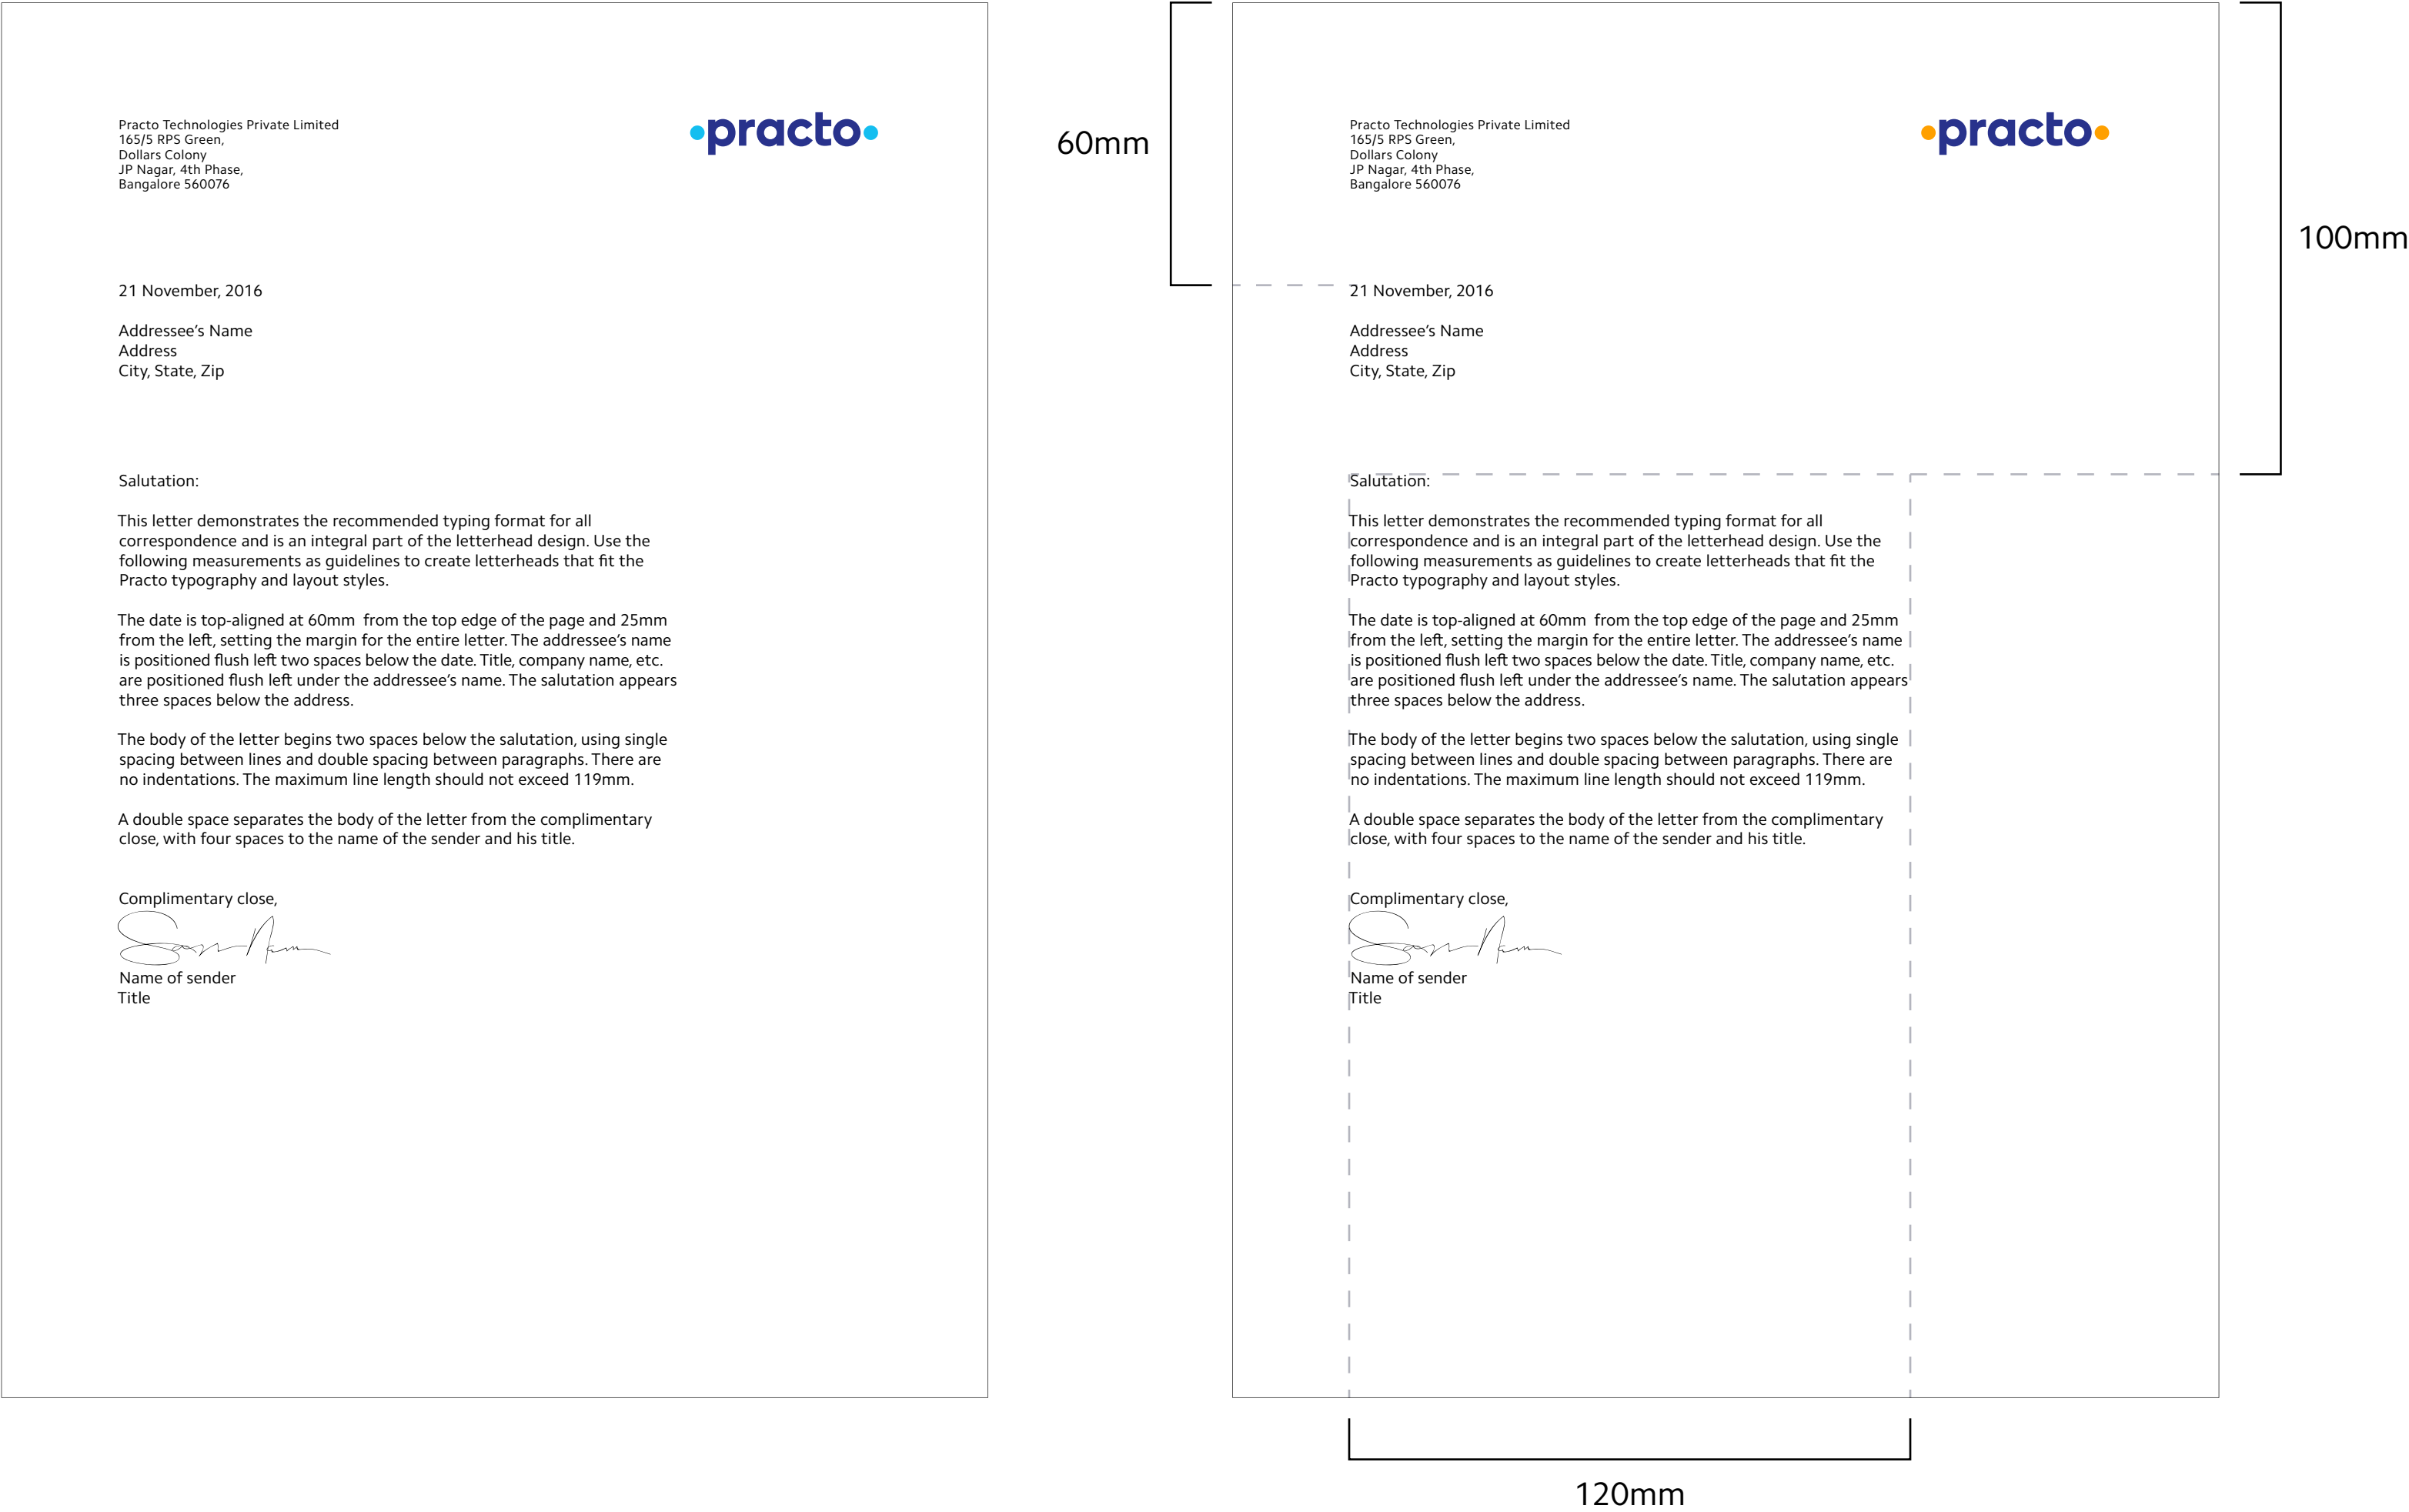 Practo Technologies Private Limited
165/5 RPS Green,
Dollars Colony
JP Nagar, 4th Phase,
Bangalore 560076
practo
21 November, 2016
Addressee’s Name
Address
City, State, Zip
Salutation:
This letter demonstrates the recommended typing format for all
correspondence and is an integral part of the letterhead design. Use the
following measurements as guidelines to create letterheads that fit the
Practo typography and layout styles.
The date is top-aligned at 60mm  from the top edge of the page and 25mm
from the left, setting the margin for the entire letter. The addressee’s name
is positioned flush left two spaces below the date. Title, company name, etc.
are positioned flush left under the addressee’s name. The salutation appears
three spaces below the address.
The body of the letter begins two spaces below the salutation, using single
spacing between lines and double spacing between paragraphs. There are
no indentations. The maximum line length should not exceed 119mm.
A double space separates the body of the letter from the complimentary
close, with four spaces to the name of the sender and his title.
Complimentary close,
Name of sender
Title
60mm
Practo Technologies Private Limited
165/5 RPS Green,
Dollars Colony
JP Nagar, 4th Phase,
Bangalore 560076
practo
100mm
21 November, 2016
Addressee’s Name
Address
City, State, Zip
Salutation:
This letter demonstrates the recommended typing format for all
correspondence and is an integral part of the letterhead design. Use the
following measurements as guidelines to create letterheads that fit the
Practo typography and layout styles.
The date is top-aligned at 60mm  from the top edge of the page and 25mm
from the left, setting the margin for the entire letter. The addressee’s name
is positioned flush left two spaces below the date. Title, company name, etc.
are positioned flush left under the addressee’s name. The salutation appears
three spaces below the address.
The body of the letter begins two spaces below the salutation, using single
spacing between lines and double spacing between paragraphs. There are
no indentations. The maximum line length should not exceed 119mm.
A double space separates the body of the letter from the complimentary
close, with four spaces to the name of the sender and his title.
Complimentary close,
Name of sender
Title
120mm